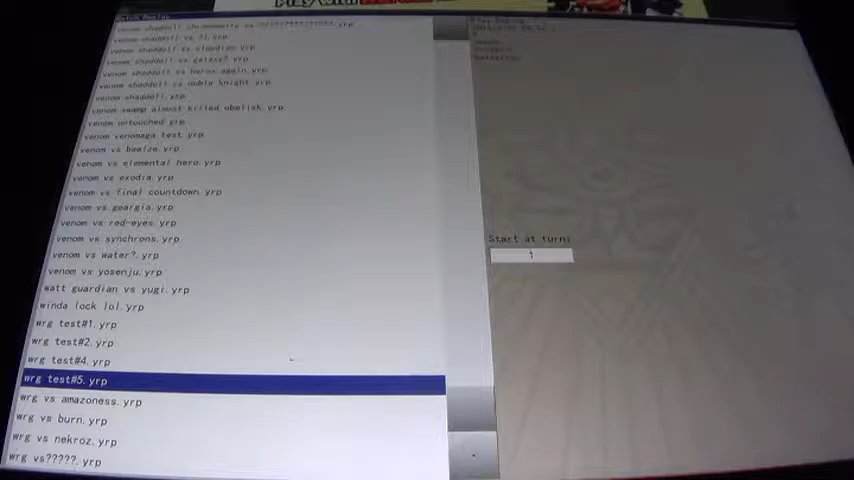 venom shaddoll vs cloudian.yrp
venom shaddoll vs galaxy?.yrp
venom shaddoll vs heros again.yrp
venom shaddoll vs noble knight.yrp
venom shaddoll.yrp
venom swamp almost killed obelisk.yrp
venom untouched.yrp
venom venomaga test.yrp
venom vs beelze.yrp
venom vs elemental hero.yrp
venom vs exodia.yrp
venom vs final countdown.yrp
venom vs geargia.yrp
venom vs red-eyes.yrp
venom vs synchrons.yrp
venom vs water?.yrp
venom vs yosenju.yrp
watt guardian vs yugi.yrp
winda lock lol.yrp
wrg test#1.yrp
wrg test#2.yrp
wrg test#4.yrp
wrg test#5.yrp
wrg vs amazoness.yrp
wrg vs burn.yrp
wrg vs nekroz.yrp
wrg vs?????.yrp
Start at turn:
1